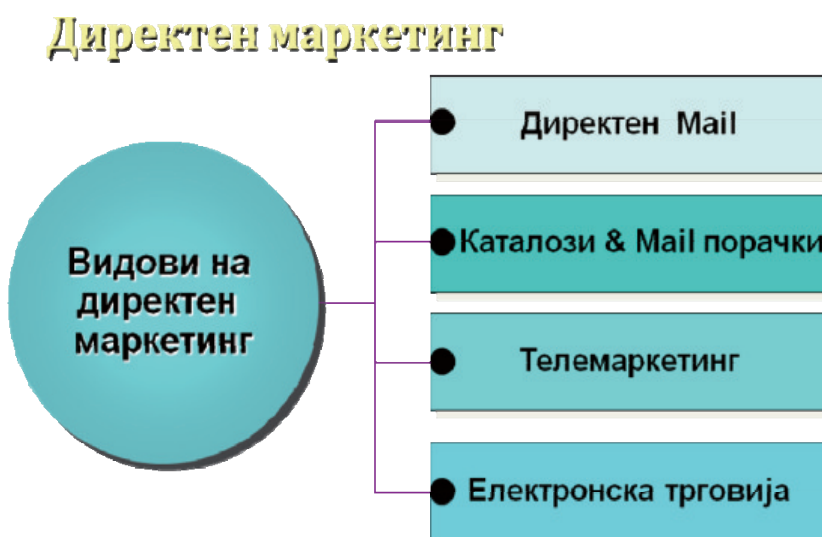 Директен маркетинг
Видови на
директен
маркетинг
Директен Mail
Каталози & Mail порачки
Телемаркетинг
Електронска трговија